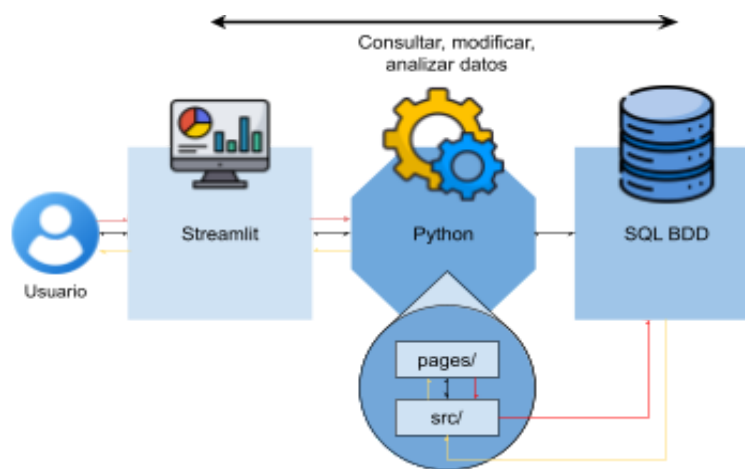 Consultar, modificar,
analizar datos
Streamlit
Python
SQL BDD
Usuario
pages/
src/